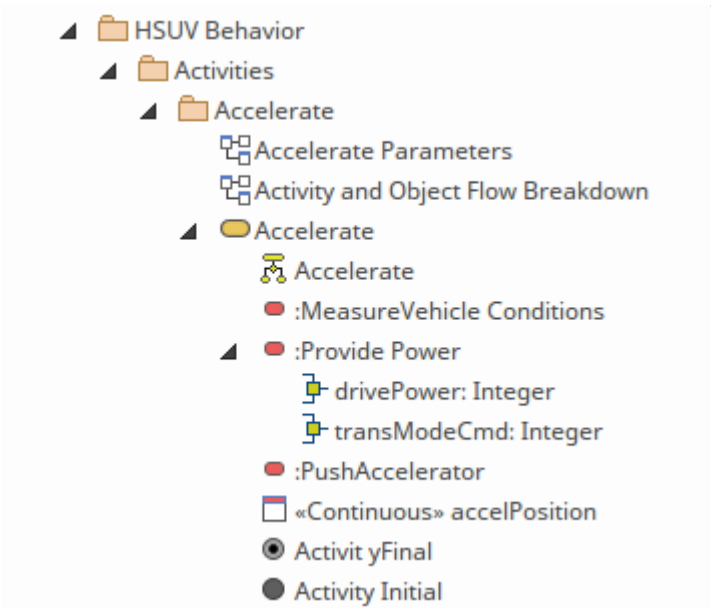 HSUV Behavior
Activities
Accelerate
Accelerate Parameters
Activity and Object Flow Breakdown
Accelerate
Accelerate
:MeasureVehicle Conditions
:Provide Power
drivePower: Integer
transModeCmd: Integer
:PushAccelerator
«Continuous» accelPosition
Activit yFinal
Activity Initial